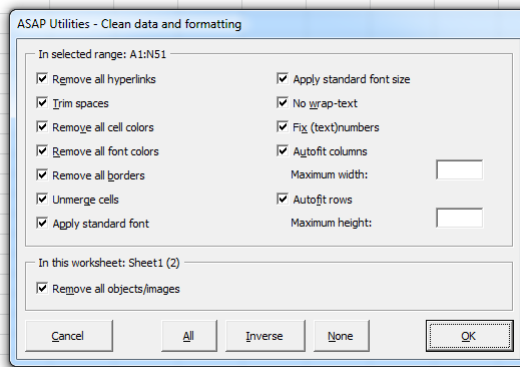 ASAP Utilities - Clean data and formatting
In selected range: A1:N51
Remove all hyperlinks
Trim spaces
Remove all cell colors
Remove all font colors
Remove all borders
Unmerge cells
Apply standard font
Apply standard font size
No wrap-text
Fix (text)numbers
Autofit columns
Maximum width:
Autofit rows
Maximum height:
In this worksheet: Sheet1 (2)
Remove all objects/images
Cancel
All
Inverse
None
OK